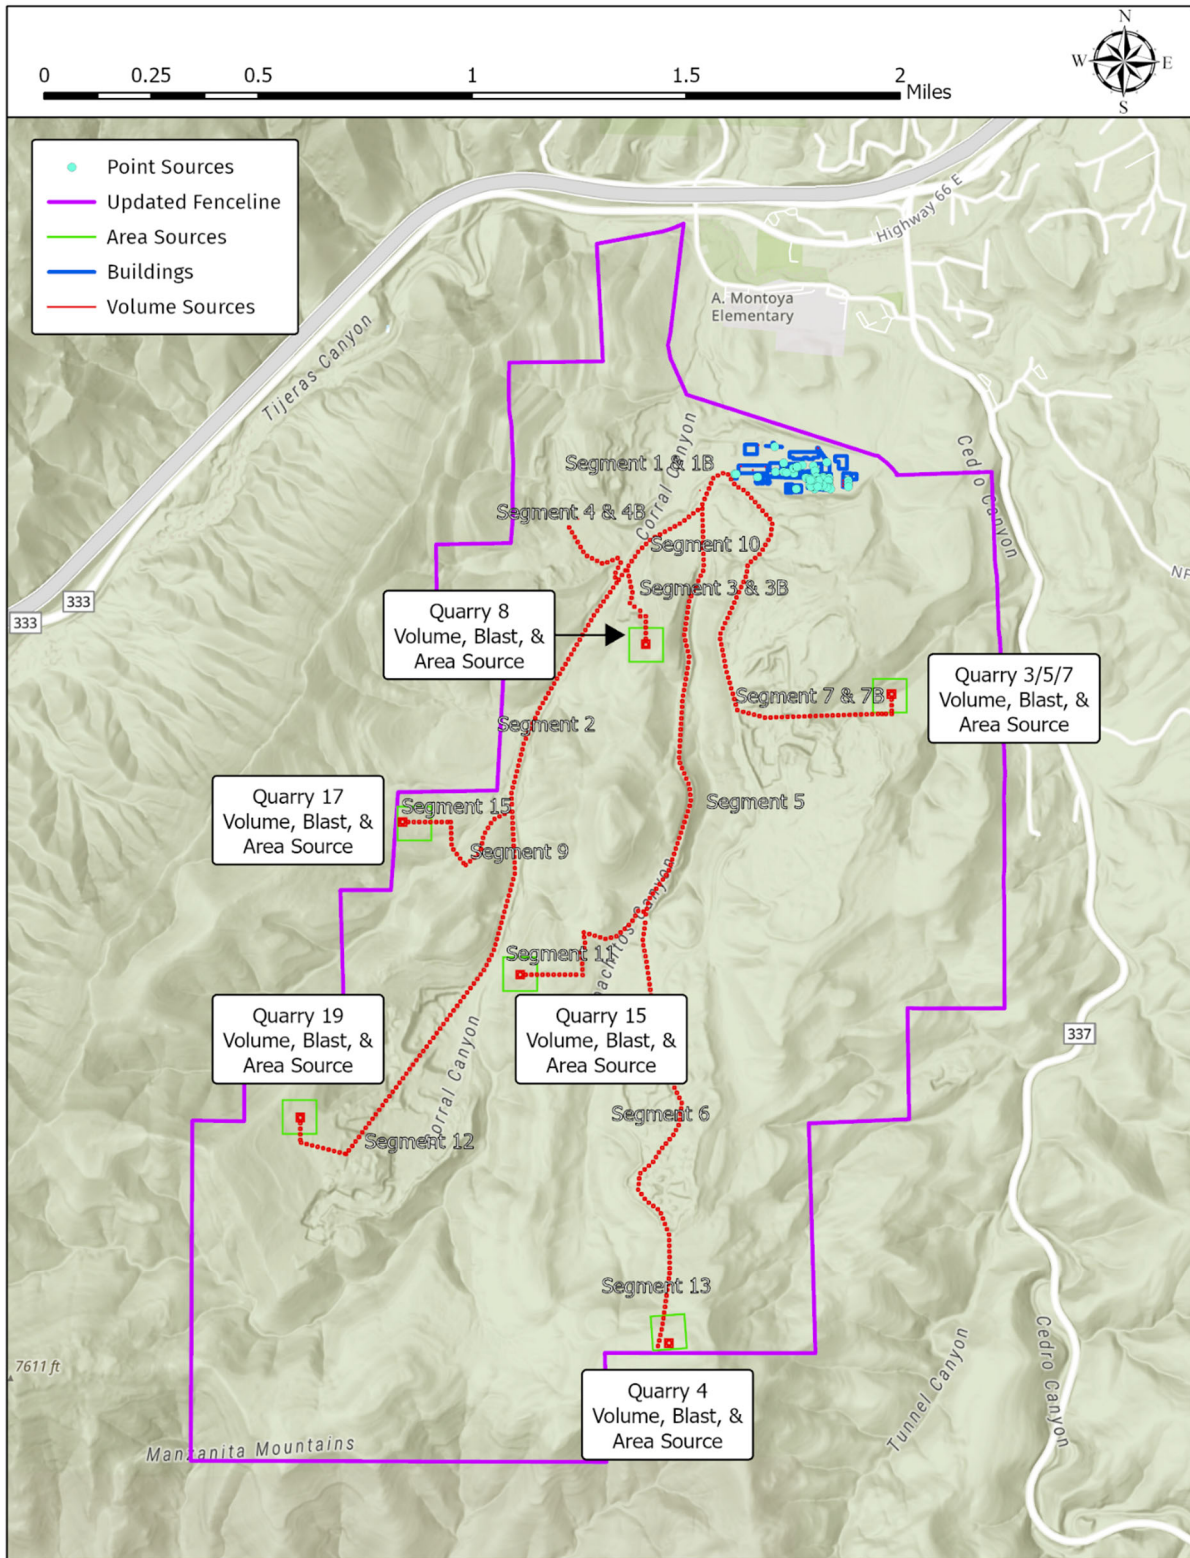 N
W
E
S
0
0.25
0.5
1
1.5
2
Miles
Point Sources
Updated Fenceline
Area Sources
Buildings
Volume Sources
Highway 66 E
A. Montoya
Elementary
Tijeras Canyon
Cedro Canyon
Corral Canyon
Segment 1 & 1B
Segment 4 & 4B
Segment 10
Segment 3 & 3B
333
333
Quarry 8
Volume, Blast, &
Area Source
Quarry 3/5/7
Volume, Blast, &
Area Source
Segment 7 & 7B
Segment 2
Quarry 17
Volume, Blast, &
Area Source
Segment 15
Segment 5
Segment 9
Segment 11
Canyon
Quarry 19
Volume, Blast, &
Area Source
Quarry 15
Volume, Blast, &
Area Source
337
Corral Canyon
Segment 6
Segment 12
Segment 13
7611 ft
Quarry 4
Volume, Blast, &
Area Source
Tunnel Canyon
Cedro Canyon
Manzanita Mountains